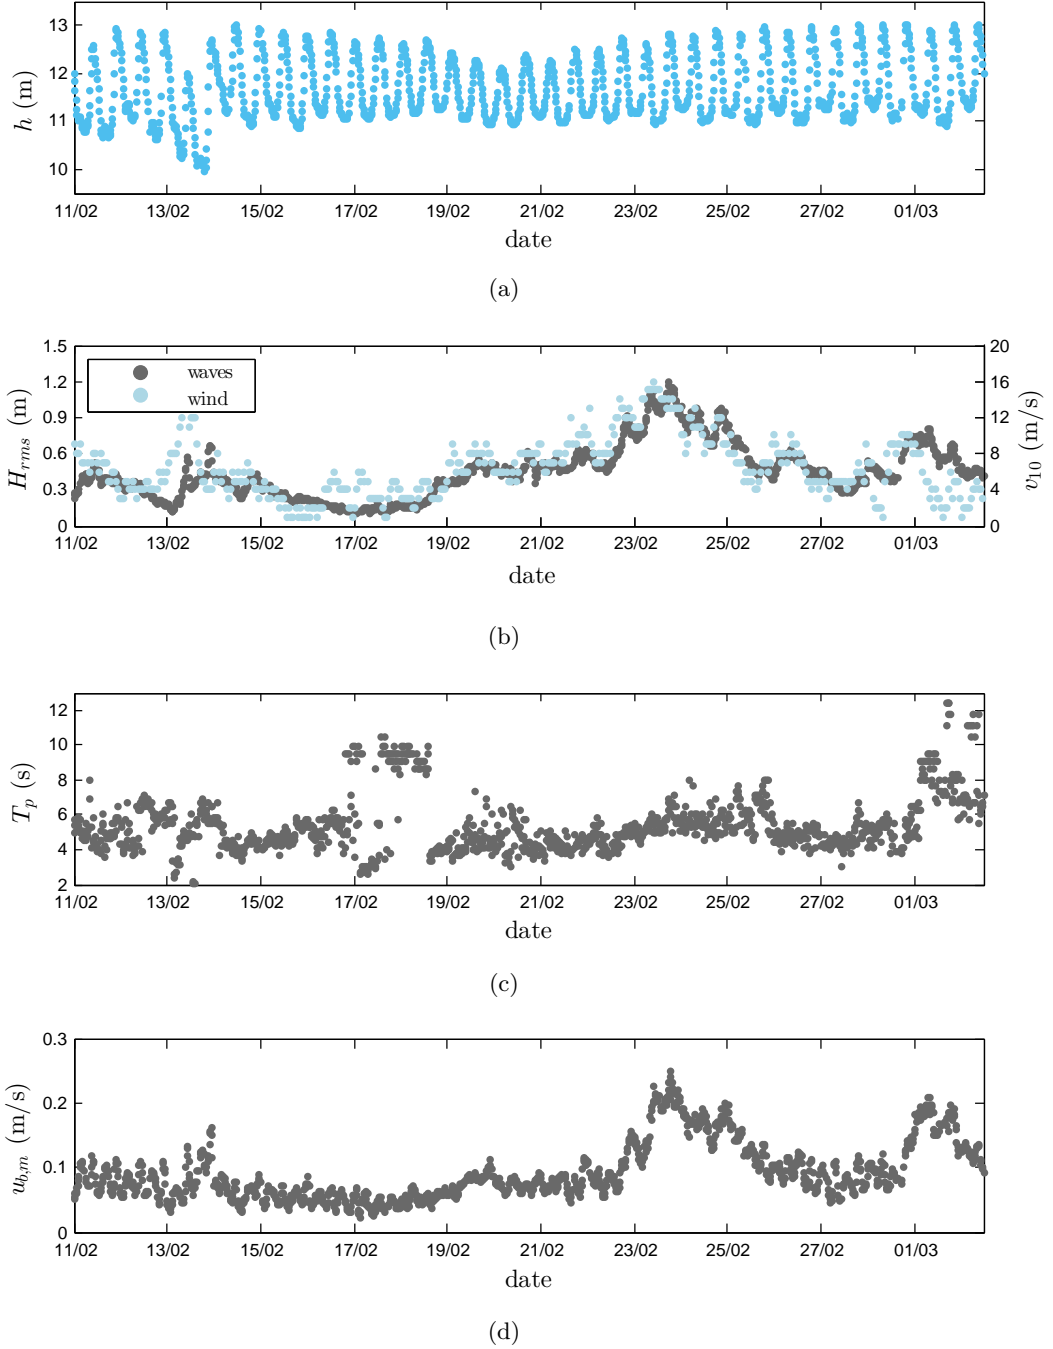 13
12
11
10
h (m)
11/02 13/02 15/02 17/02 19/02 21/02 23/02 25/02 27/02 01/03
date
(a)
1.5 20
1.2 16
0.9 12
0.6 8
0.3 4
0 0
H_{rms} (m)
v_{10} (m/s)
waves
wind
11/02 13/02 15/02 17/02 19/02 21/02 23/02 25/02 27/02 01/03
date
(b)
12
10
8
6
4
2
T_p (s)
11/02 13/02 15/02 17/02 19/02 21/02 23/02 25/02 27/02 01/03
date
(c)
0.3
0.2
0.1
0
u_{b,m} (m/s)
11/02 13/02 15/02 17/02 19/02 21/02 23/02 25/02 27/02 01/03
date
(d)